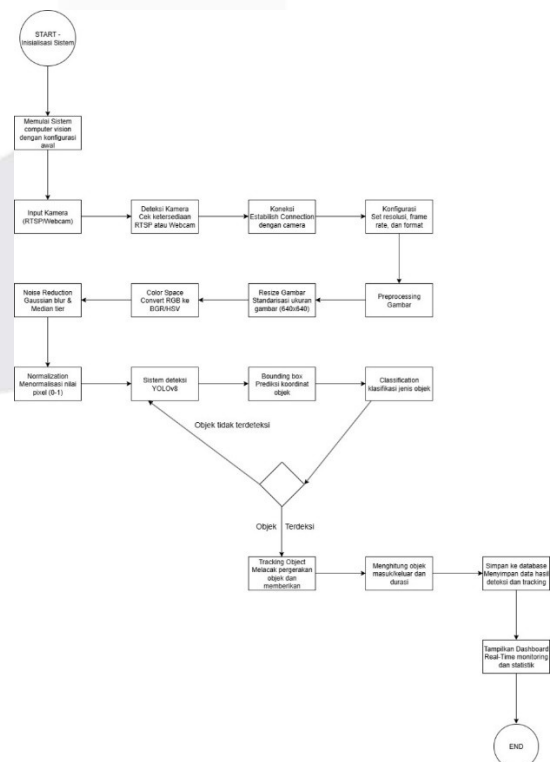 START -
Inisialisasi Sistem
Memulai Sistem
computer vision
dengan konfigurasi
awal
Input Kamera
(RTSP/Webcam)
Deteksi Kamera
Cek ketersediaan
RTSP atau Webcam
Koneksi
Estabilish Connection
dengan camera
Konfigurasi
Set resolusi, frame
rate, dan format
Preprocessing
Gambar
Resize Gambar
Standarisasi ukuran
gambar (640x640)
Color Space
Convert RGB ke
BGR/HSV
Noise Reduction
Gaussian blur &
Median tier
Normalization
Menormalisasi nilai
pixel (0-1)
Sistem deteksi
YOLOv8
Bounding box
Prediksi koordinat
objek
Classification
klasifikasi jenis objek
Objek tidak terdeteksi
Objek Terdeksi
Tracking Object
Melacak pergerakan
objek dan
memberikan
Menghitung objek
masuk/keluar dan
durasi
Simpan ke database
Menyimpan data hasil
deteksi dan tracking
Tampilkan Dashboard
Real-Time monitoring
dan statistik
END